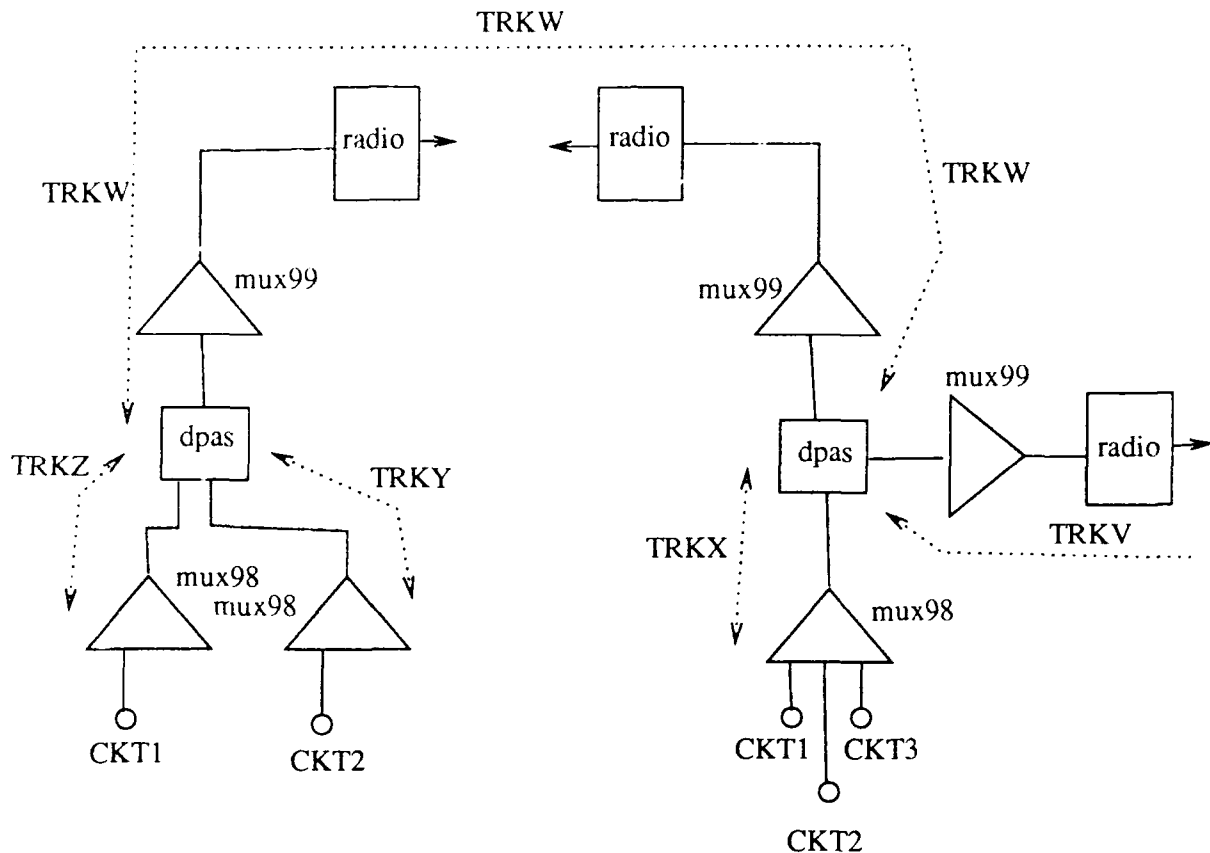 TRKW
radio
radio
TRKW
TRKW
mux99
mux99
mux99
dpas
dpas
radio
TRKZ
TRKY
TRKV
TRKX
mux98
mux98
mux98
CKT1
CKT2
CKT1
CKT3
CKT2